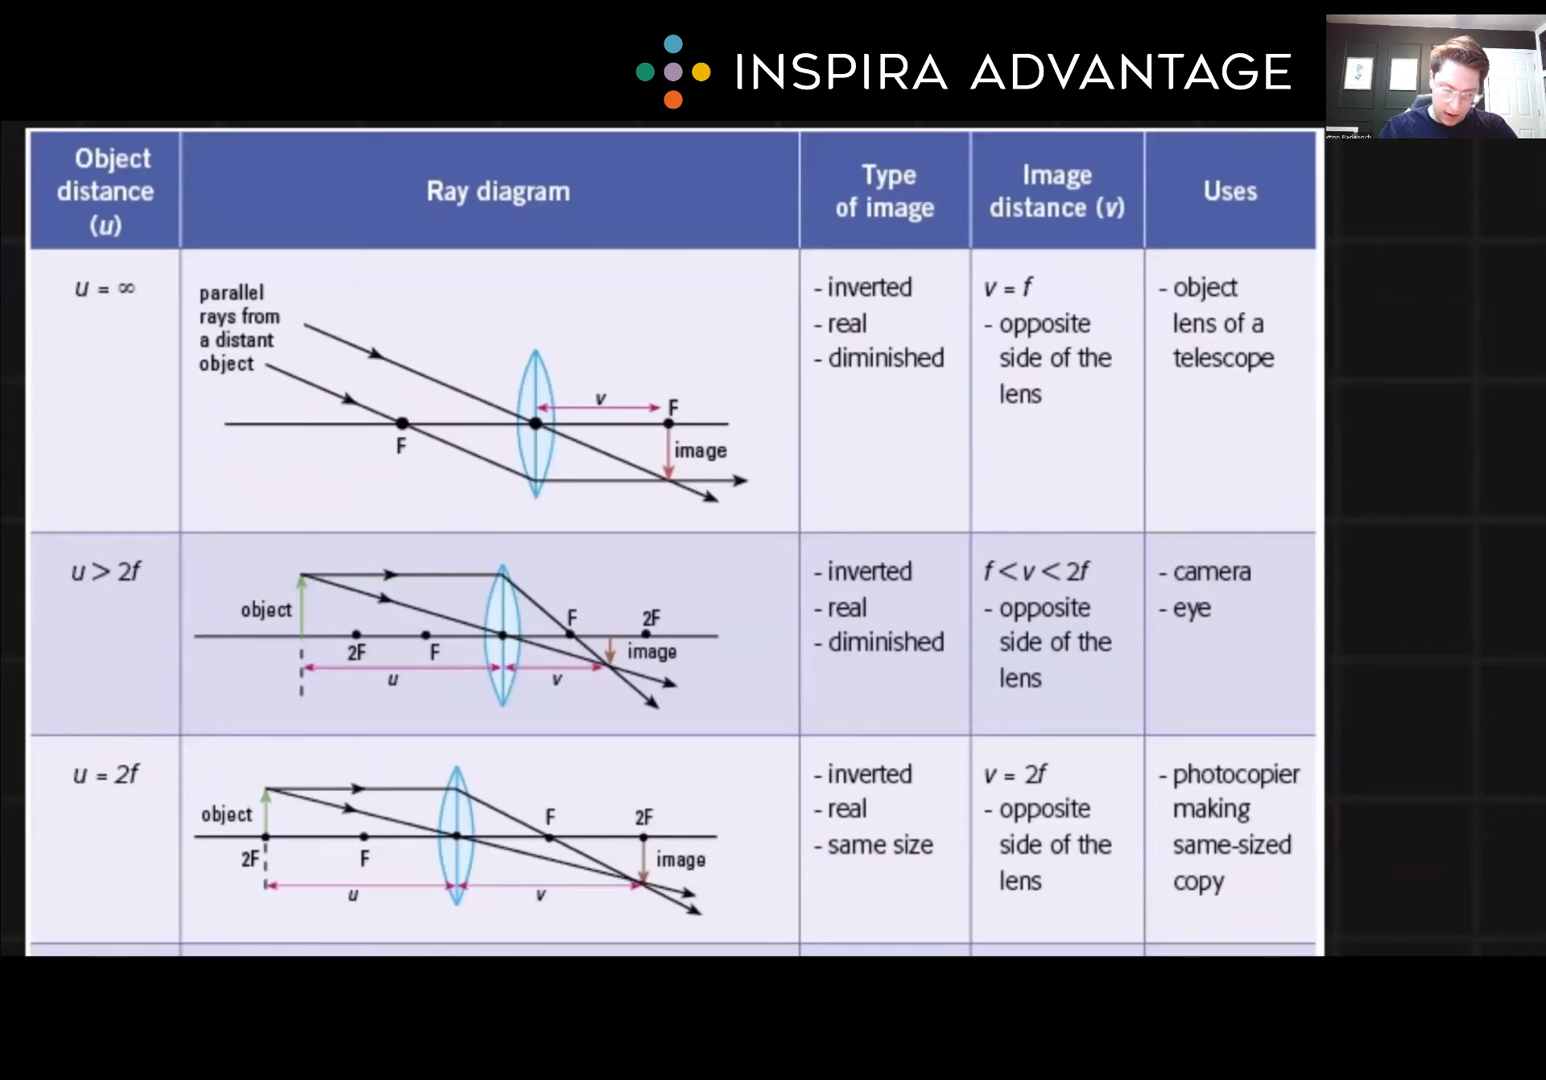 INSPIRA ADVANTAGE
Object
distance
(u)
Ray diagram
Type
of image
Image
distance (v)
Uses
u = ∞
parallel
rays from
a distant
object
F
v
F
image
- inverted
- real
- diminished
v = f
- opposite
side of the
lens
- object
lens of a
telescope
u > 2f
object
2F
F
F
2F
image
u
v
- inverted
- real
- diminished
f < v < 2f
- opposite
side of the
lens
- camera
- eye
u = 2f
object
2F
F
F
2F
image
u
v
- inverted
- real
- same size
v = 2f
- opposite
side of the
lens
- photocopier
making
same-sized
copy